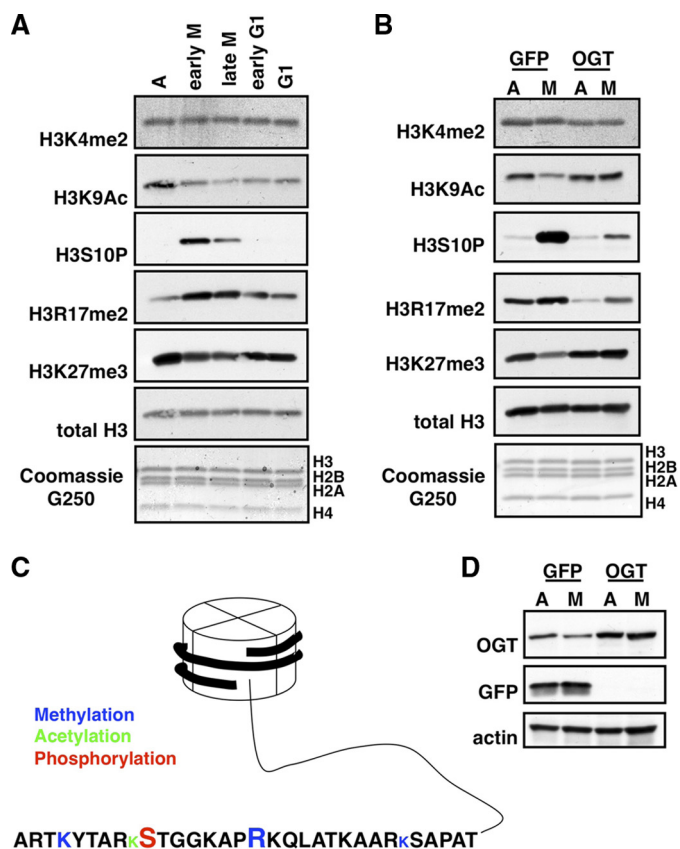 A
A
early M
late M
early G1
G1
H3K4me2
H3K9Ac
H3S10P
H3R17me2
H3K27me3
total H3
Coomassie
G250
H3
H2B
H2A
H4
B
GFP OGT
A M A M
H3K4me2
H3K9Ac
H3S10P
H3R17me2
H3K27me3
total H3
Coomassie
G250
H3
H2B
H2A
H4
C
Methylation
Acetylation
Phosphorylation
ARTKYTARKSTGGKAPRKQLATKAARKSAPAT
D
GFP OGT
A M A M
OGT
GFP
actin